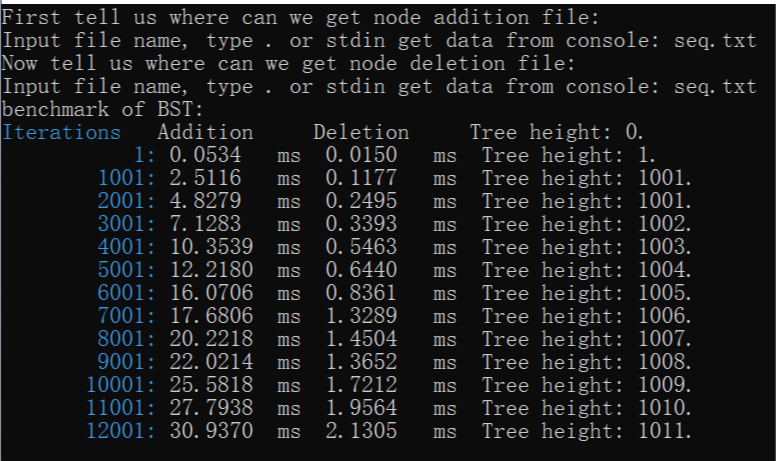 First tell us where can we get node addition file:
Input file name, type . or stdin get data from console: seq.txt
Now tell us where can we get node deletion file:
Input file name, type . or stdin get data from console: seq.txt
benchmark of BST:
Iterations Addition Deletion Tree height: 0.
1: 0.0534 ms 0.0150 ms Tree height: 1.
1001: 2.5116 ms 0.1177 ms Tree height: 1001.
2001: 4.8279 ms 0.2495 ms Tree height: 1001.
3001: 7.1283 ms 0.3393 ms Tree height: 1002.
4001: 10.3539 ms 0.5463 ms Tree height: 1003.
5001: 12.2180 ms 0.6440 ms Tree height: 1004.
6001: 16.0706 ms 0.8361 ms Tree height: 1005.
7001: 17.6806 ms 1.3289 ms Tree height: 1006.
8001: 20.2218 ms 1.4504 ms Tree height: 1007.
9001: 22.0214 ms 1.3652 ms Tree height: 1008.
10001: 25.5818 ms 1.7212 ms Tree height: 1009.
11001: 27.7938 ms 1.9564 ms Tree height: 1010.
12001: 30.9370 ms 2.1305 ms Tree height: 1011.